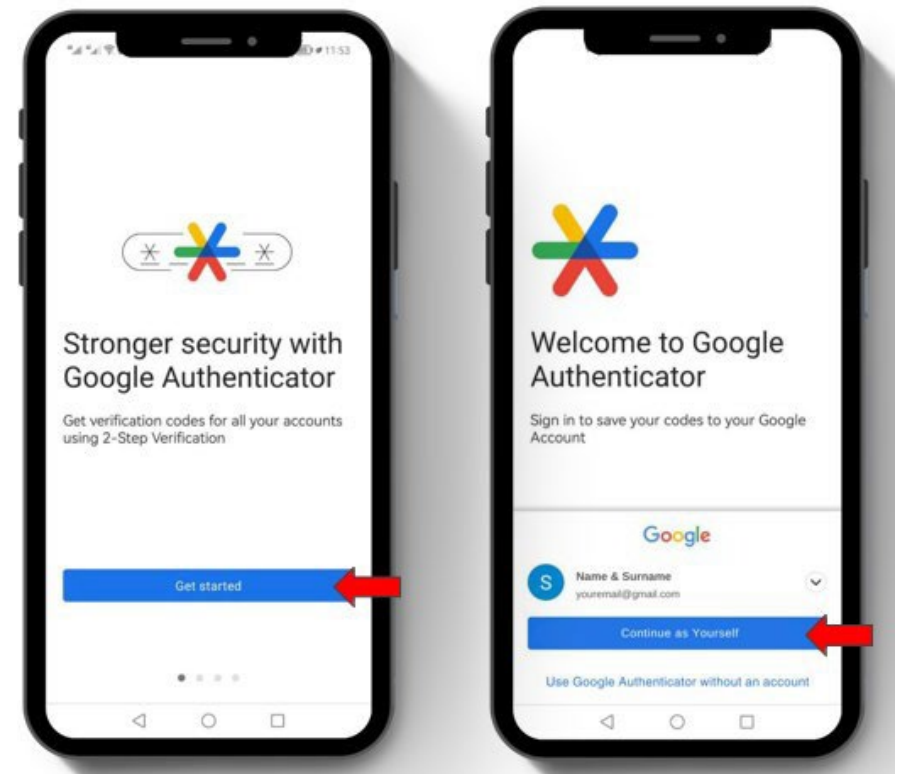 11:53
Stronger security with
Google Authenticator
Get verification codes for all your accounts
using 2-Step Verification
Get started
Welcome to Google
Authenticator
Sign in to save your codes to your Google
Account
Google
S
Name & Surname
youremail@gmail.com
Continue as Yourself
Use Google Authenticator without an account